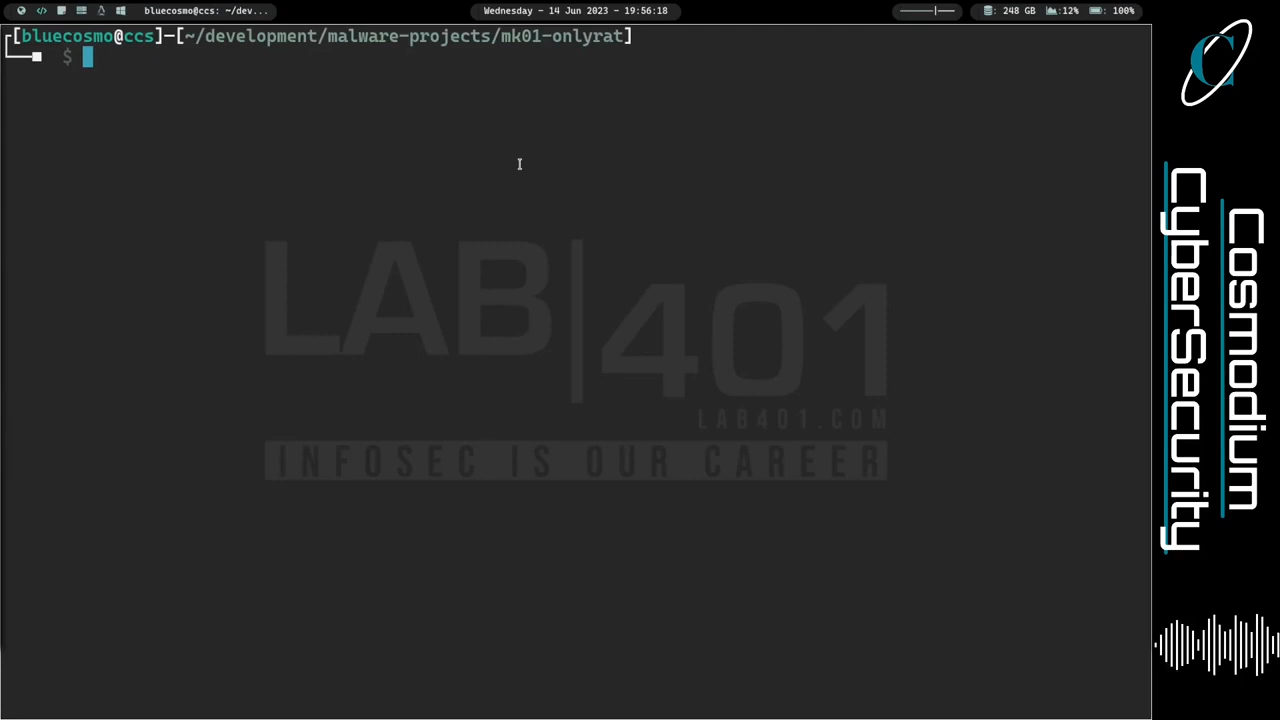 bluecosmo@ccs: ~/dev...
Wednesday - 14 Jun 2023 - 19:56:18
248 GB 12% 100%
┌[bluecosmo@ccs]─[~/development/malware-projects/mk01-onlyrat]
└──■ $
LAB|401
LAB401.COM
INFOSEC IS OUR CAREER
C
Cosmodium
CyberSecurity